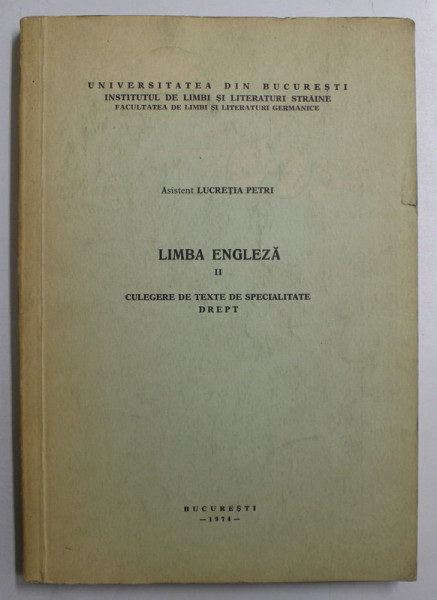 UNIVERSITATEA DIN BUCUREȘTI
INSTITUTUL DE LIMBI ȘI LITERATURI STRĂINE
FACULTATEA DE LIMBI ȘI LITERATURI GERMANICE
Asistent LUCREȚIA PETRI
LIMBA ENGLEZĂ
II
CULEGERE DE TEXTE DE SPECIALITATE
DREPT
BUCUREȘTI
—1974—